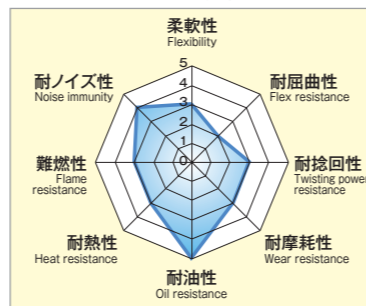 柔軟性
Flexibility
耐ノイズ性
Noise immunity
耐屈曲性
Flex resistance
5
4
3
2
1
0
難燃性
Flame
resistance
耐捻回性
Twisting power
resistance
耐熱性
Heat resistance
耐摩耗性
Wear resistance
耐油性
Oil resistance